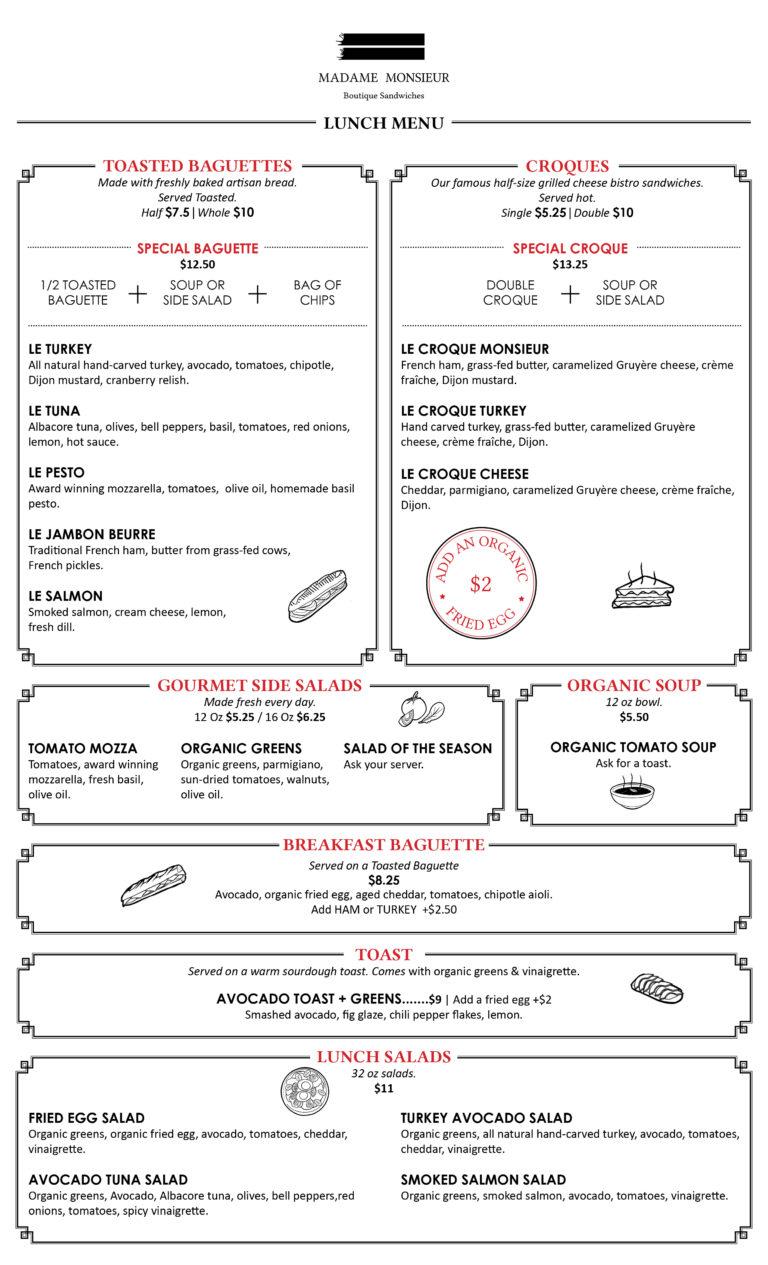 MADAME MONSIEUR
Boutique Sandwiches
LUNCH MENU
TOASTED BAGUETTES
Made with freshly baked artisan bread.
Served Toasted.
Half $7.5 | Whole $10
SPECIAL BAGUETTE
$12.50
1/2 TOASTED BAGUETTE + SOUP OR SIDE SALAD + BAG OF CHIPS
LE TURKEY
All natural hand-carved turkey, avocado, tomatoes, chipotle,
Dijon mustard, cranberry relish.
LE TUNA
Albacore tuna, olives, bell peppers, basil, tomatoes, red onions,
lemon, hot sauce.
LE PESTO
Award winning mozzarella, tomatoes, olive oil, homemade basil
pesto.
LE JAMBON BEURRE
Traditional French ham, butter from grass-fed cows,
French pickles.
LE SALMON
Smoked salmon, cream cheese, lemon,
fresh dill.
CROQUES
Our famous half-size grilled cheese bistro sandwiches.
Served hot.
Single $5.25 | Double $10
SPECIAL CROQUE
$13.25
DOUBLE CROQUE + SOUP OR SIDE SALAD
LE CROQUE MONSIEUR
French ham, grass-fed butter, caramelized Gruyère cheese, crème
fraîche, Dijon mustard.
LE CROQUE TURKEY
Hand carved turkey, grass-fed butter, caramelized Gruyère
cheese, crème fraîche, Dijon.
LE CROQUE CHEESE
Cheddar, parmigiano, caramelized Gruyère cheese, crème fraîche,
Dijon.
ADD AN ORGANIC
$2
FRIED EGG
GOURMET SIDE SALADS
Made fresh every day.
12 Oz $5.25 / 16 Oz $6.25
TOMATO MOZZA
Tomatoes, award winning
mozzarella, fresh basil,
olive oil.
ORGANIC GREENS
Organic greens, parmigiano,
sun-dried tomatoes, walnuts,
olive oil.
SALAD OF THE SEASON
Ask your server.
ORGANIC SOUP
12 oz bowl.
$5.50
ORGANIC TOMATO SOUP
Ask for a toast.
BREAKFAST BAGUETTE
Served on a Toasted Baguette
$8.25
Avocado, organic fried egg, aged cheddar, tomatoes, chipotle aioli.
Add HAM or TURKEY +$2.50
TOAST
Served on a warm sourdough toast. Comes with organic greens & vinaigrette.
AVOCADO TOAST + GREENS.......$9 | Add a fried egg +$2
Smashed avocado, fig glaze, chili pepper flakes, lemon.
LUNCH SALADS
32 oz salads.
$11
FRIED EGG SALAD
Organic greens, organic fried egg, avocado, tomatoes, cheddar,
vinaigrette.
AVOCADO TUNA SALAD
Organic greens, Avocado, Albacore tuna, olives, bell peppers,red
onions, tomatoes, spicy vinaigrette.
TURKEY AVOCADO SALAD
Organic greens, all natural hand-carved turkey, avocado, tomatoes,
cheddar, vinaigrette.
SMOKED SALMON SALAD
Organic greens, smoked salmon, avocado, tomatoes, vinaigrette.